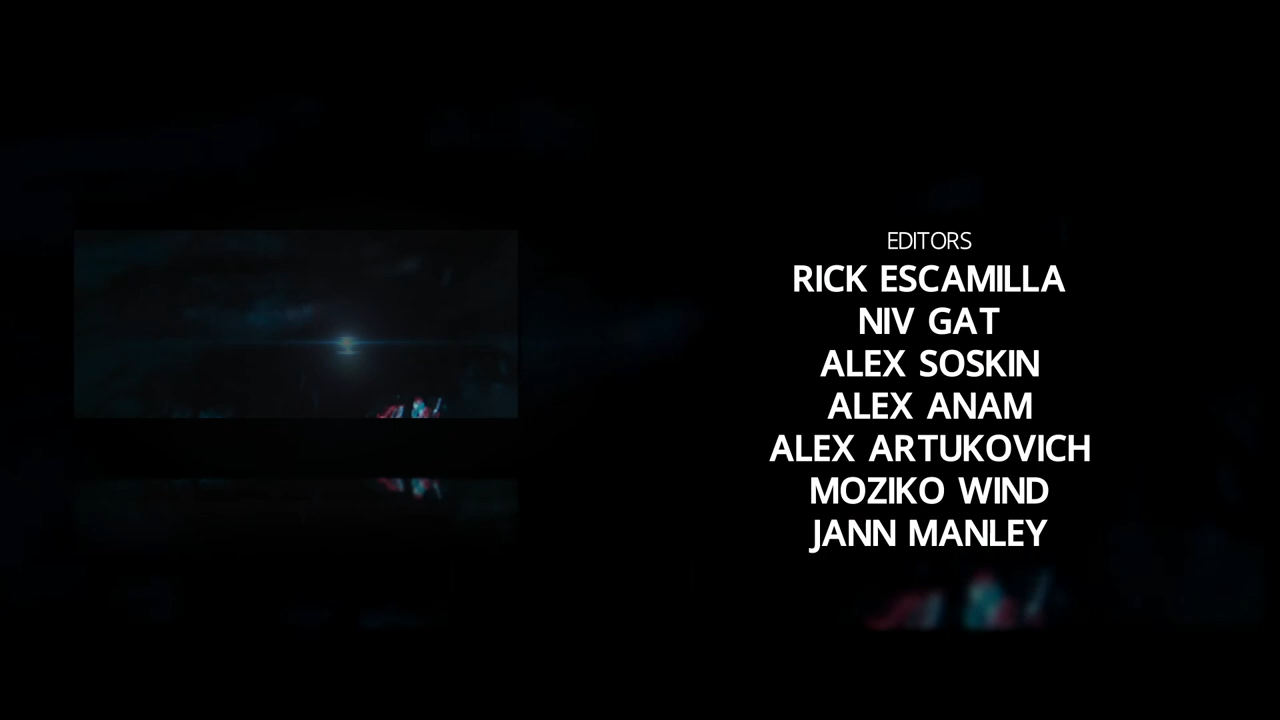 EDITORS
RICK ESCAMILLA
NIV GAT
ALEX SOSKIN
ALEX ANAM
ALEX ARTUKOVICH
MOZIKO WIND
JANN MANLEY